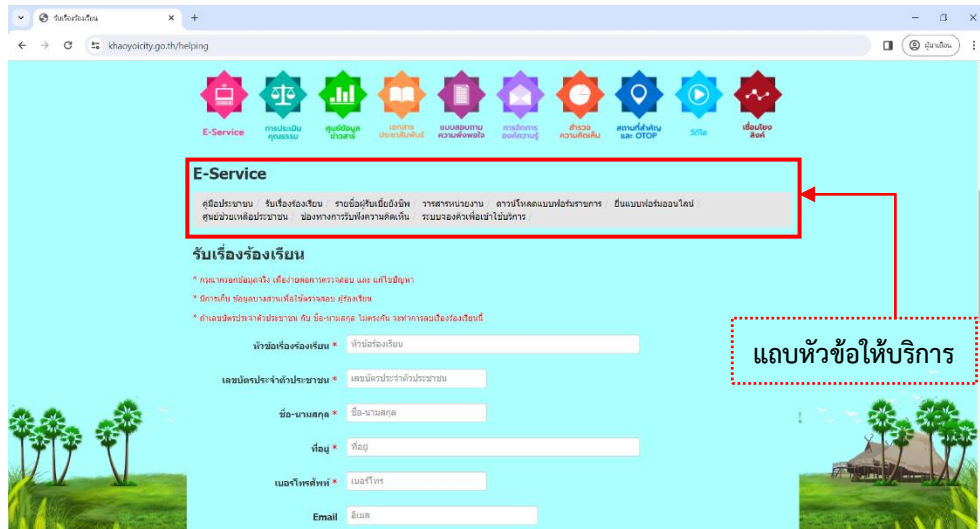 รับเรื่องร้องเรียน
khaoyoicity.go.th/helping
ผู้มาเยือน
E-Service
การประเมินคุณธรรม
ศูนย์ข้อมูลข่าวสาร
เอกสารประชาสัมพันธ์
แบบสอบถามความพึงพอใจ
การจัดการองค์ความรู้
สำรวจความคิดเห็น
สถานที่สำคัญและ OTOP
วีดีโอ
เชื่อมโยงลิงค์
E-Service
คู่มือประชาชน / รับเรื่องร้องเรียน / รายชื่อผู้รับเบี้ยยังชีพ / วารสารหน่วยงาน / ดาวน์โหลดแบบฟอร์มราชการ / ยื่นแบบฟอร์มออนไลน์ /
ศูนย์ช่วยเหลือประชาชน / ช่องทางการรับฟังความคิดเห็น / ระบบจองคิวเพื่อเข้าใช้บริการ /
รับเรื่องร้องเรียน
* กรุณากรอกข้อมูลจริง เพื่อง่ายต่อการตรวจสอบ และ แก้ไขปัญหา
* มีการเก็บ ข้อมูลบางส่วนเพื่อใช้ตรวจสอบ ผู้ร้องเรียน
* ถ้าเลขบัตรประจำตัวประชาชน กับ ชื่อ-นามสกุล ไม่ตรงกัน จะทำการลบเรื่องร้องเรียนนี้
หัวข้อเรื่องร้องเรียน * หัวข้อร้องเรียน
เลขบัตรประจำตัวประชาชน * เลขบัตรประจำตัวประชาชน
ชื่อ-นามสกุล * ชื่อ-นามสกุล
ที่อยู่ * ที่อยู่
เบอร์โทรศัพท์ * เบอร์โทร
Email อีเมล
แถบหัวข้อให้บริการ